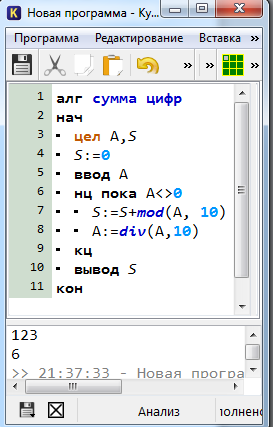 Новая программа - Ку
Программа Редактирование Вставка »
» » »
1 алг сумма цифр
2 нач
3 цел A,S
4 S:=0
5 ввод A
6 нц пока A<>0
7 S:=S+mod(A, 10)
8 A:=div(A,10)
9 кц
10 вывод S
11 кон
123
6
>> 21:37:33 - Новая програ
Анализ